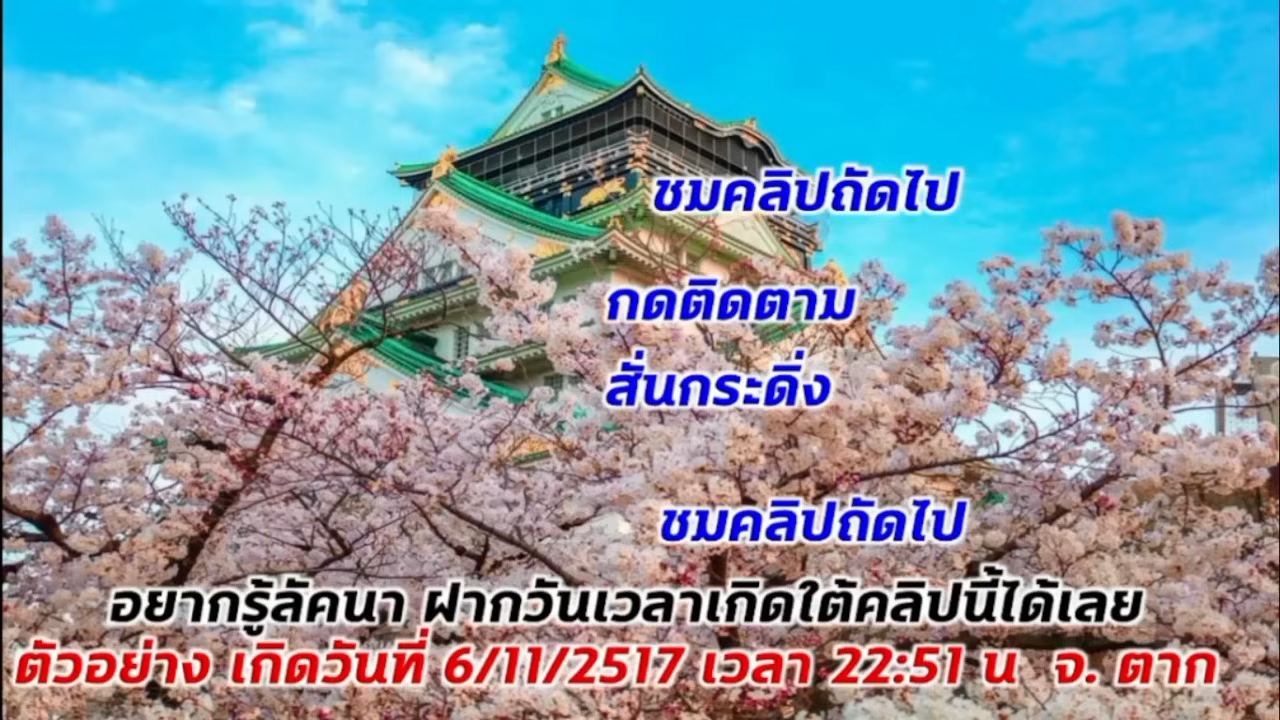 ชมคลิปถัดไป
กดติดตาม
สั่นกระดิ่ง
ชมคลิปถัดไป
อยากรู้ลัคนา ฝากวันเวลาเกิดใต้คลิปนี้ได้เลย
ตัวอย่าง เกิดวันที่ 6/11/2517 เวลา 22:51 น จ. ตาก